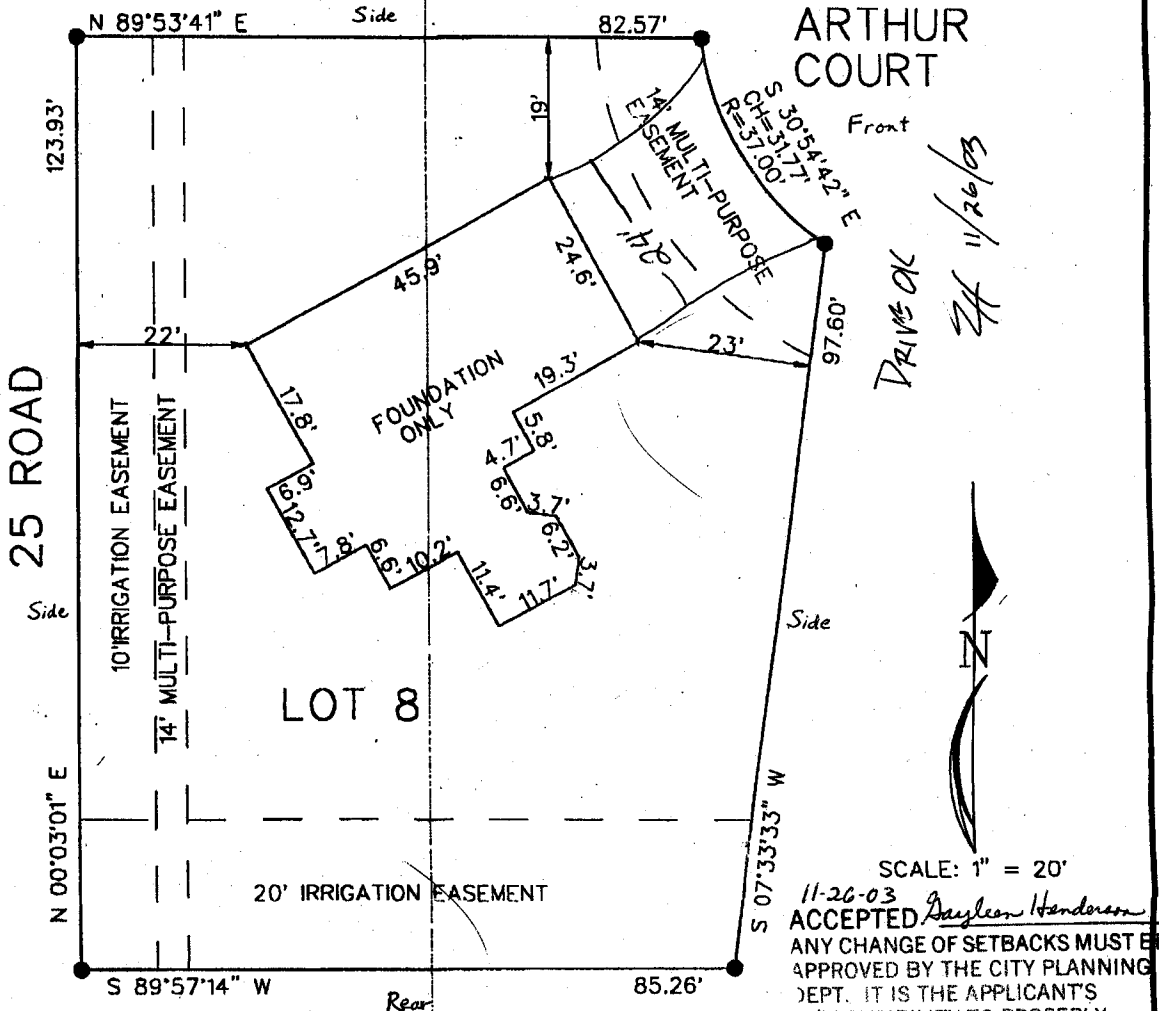 N 89°53'41" E
Side
82.57'
ARTHUR
COURT
Front
123.93'
19'
14' MULTI-PURPOSE
EASEMENT
S 30°54'42" E
CH=31.77'
R=37.00'
DRIVE OK
11/26/03
24'
24.6'
45.9'
22'
23'
97.60'
19.3'
FOUNDATION
ONLY
17.8'
5.8'
4.7'
6.6'
3.7'
6.2'
3.7'
6.9'
12.7'
7.8'
6.6'
10.2'
11.4'
11.7'
25 ROAD
Side
10'IRRIGATION EASEMENT
14' MULTI-PURPOSE EASEMENT
Side
N
LOT 8
N 00°03'01" E
S 07°33'33" W
20' IRRIGATION EASEMENT
SCALE: 1" = 20'
11-26-03
ACCEPTED Gayleen Henderson
ANY CHANGE OF SETBACKS MUST BE
APPROVED BY THE CITY PLANNING
DEPT. IT IS THE APPLICANT'S
S 89°57'14" W
Rear
85.26'